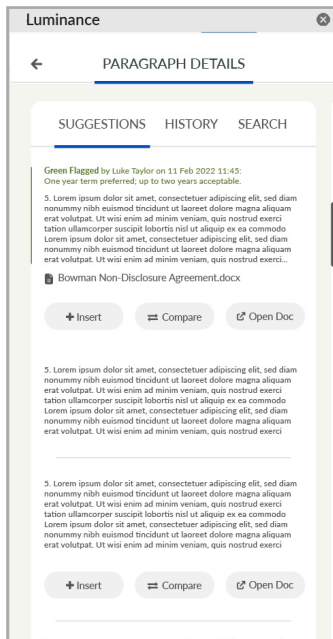 Luminance
PARAGRAPH DETAILS
SUGGESTIONS HISTORY SEARCH
Green Flagged by Luke Taylor on 11 Feb 2022 11:45:
One year term preferred; up to two years acceptable.
5. Lorem ipsum dolor sit amet, consectetuer adipiscing elit, sed diam
nonummy nibh euismod tincidunt ut laoreet dolore magna aliquam
erat volutpat. Ut wisi enim ad minim veniam, quis nostrud exerci
tation ullamcorper suscipit lobortis nisl ut aliquip ex ea commodo
Lorem ipsum dolor sit amet, consectetuer adipiscing elit, sed diam
nonummy nibh euismod tincidunt ut laoreet dolore magna aliquam
erat volutpat. Ut wisi enim ad minim veniam, quis nostrud exerci...
Bowman Non-Disclosure Agreement.docx
Insert Compare Open Doc
5. Lorem ipsum dolor sit amet, consectetuer adipiscing elit, sed diam
nonummy nibh euismod tincidunt ut laoreet dolore magna aliquam
erat volutpat. Ut wisi enim ad minim veniam, quis nostrud exerci
tation ullamcorper suscipit lobortis nisl ut aliquip ex ea commodo
Lorem ipsum dolor sit amet, consectetuer adipiscing elit, sed diam
nonummy nibh euismod tincidunt ut laoreet dolore magna aliquam
erat volutpat. Ut wisi enim ad minim veniam, quis nostrud exerci
5. Lorem ipsum dolor sit amet, consectetuer adipiscing elit, sed diam
nonummy nibh euismod tincidunt ut laoreet dolore magna aliquam
erat volutpat. Ut wisi enim ad minim veniam, quis nostrud exerci
tation ullamcorper suscipit lobortis nisl ut aliquip ex ea commodo
Lorem ipsum dolor sit amet, consectetuer adipiscing elit, sed diam
nonummy nibh euismod tincidunt ut laoreet dolore magna aliquam
erat volutpat. Ut wisi enim ad minim veniam, quis nostrud exerci
Insert Compare Open Doc